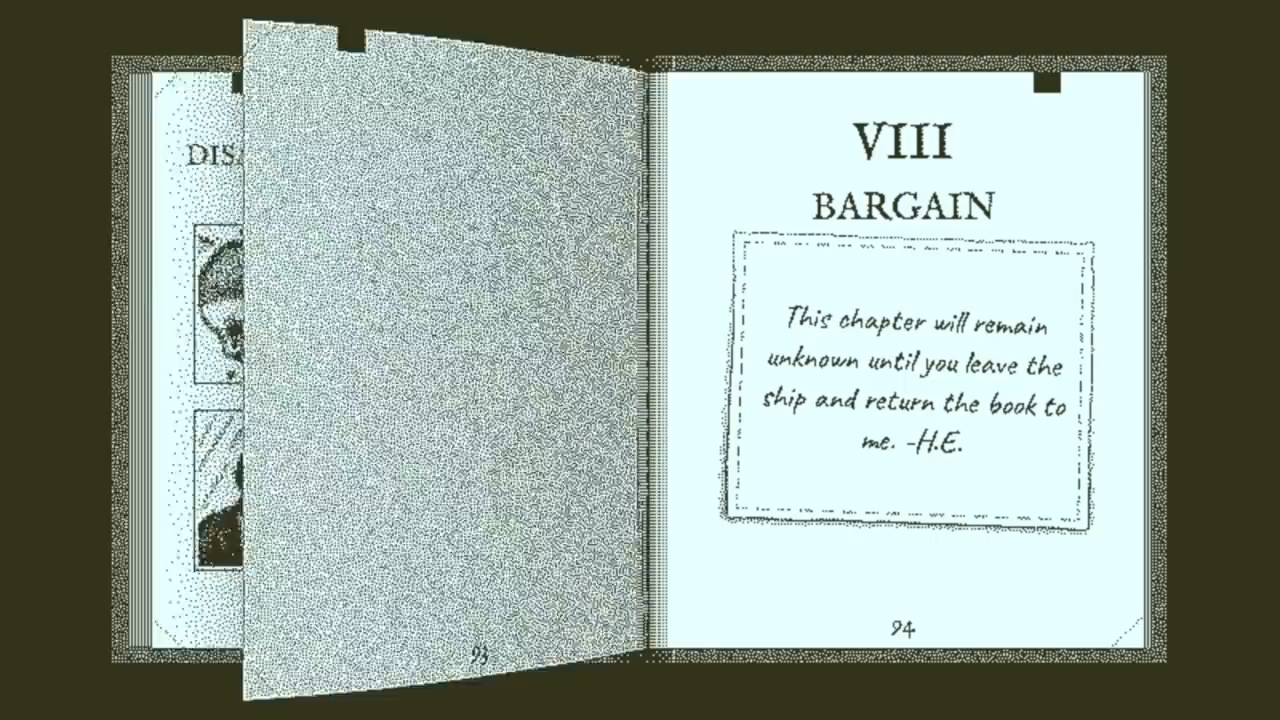 DISA
VIII
BARGAIN
This chapter will remain
unknown until you leave the
ship and return the book to
me. -H.E.
93
94